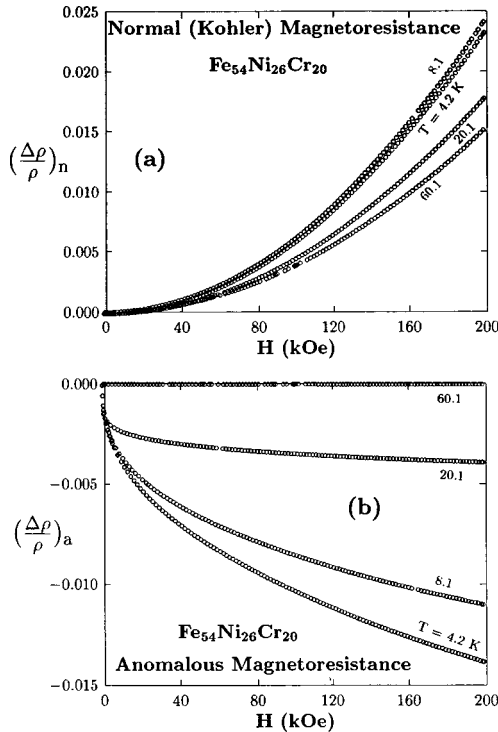 Normal (Kohler) Magnetoresistance
Fe54Ni26Cr20
(a)
(Δρ/ρ)n
0.025
0.020
0.015
0.010
0.005
0.000
8.1
T = 4.2 K
20.1
60.1
0 40 80 120 160 200
H (kOe)
0.000
−0.005
−0.010
−0.015
(Δρ/ρ)a
60.1
20.1
(b)
8.1
T = 4.2 K
Fe54Ni26Cr20
Anomalous Magnetoresistance
0 40 80 120 160 200
H (kOe)